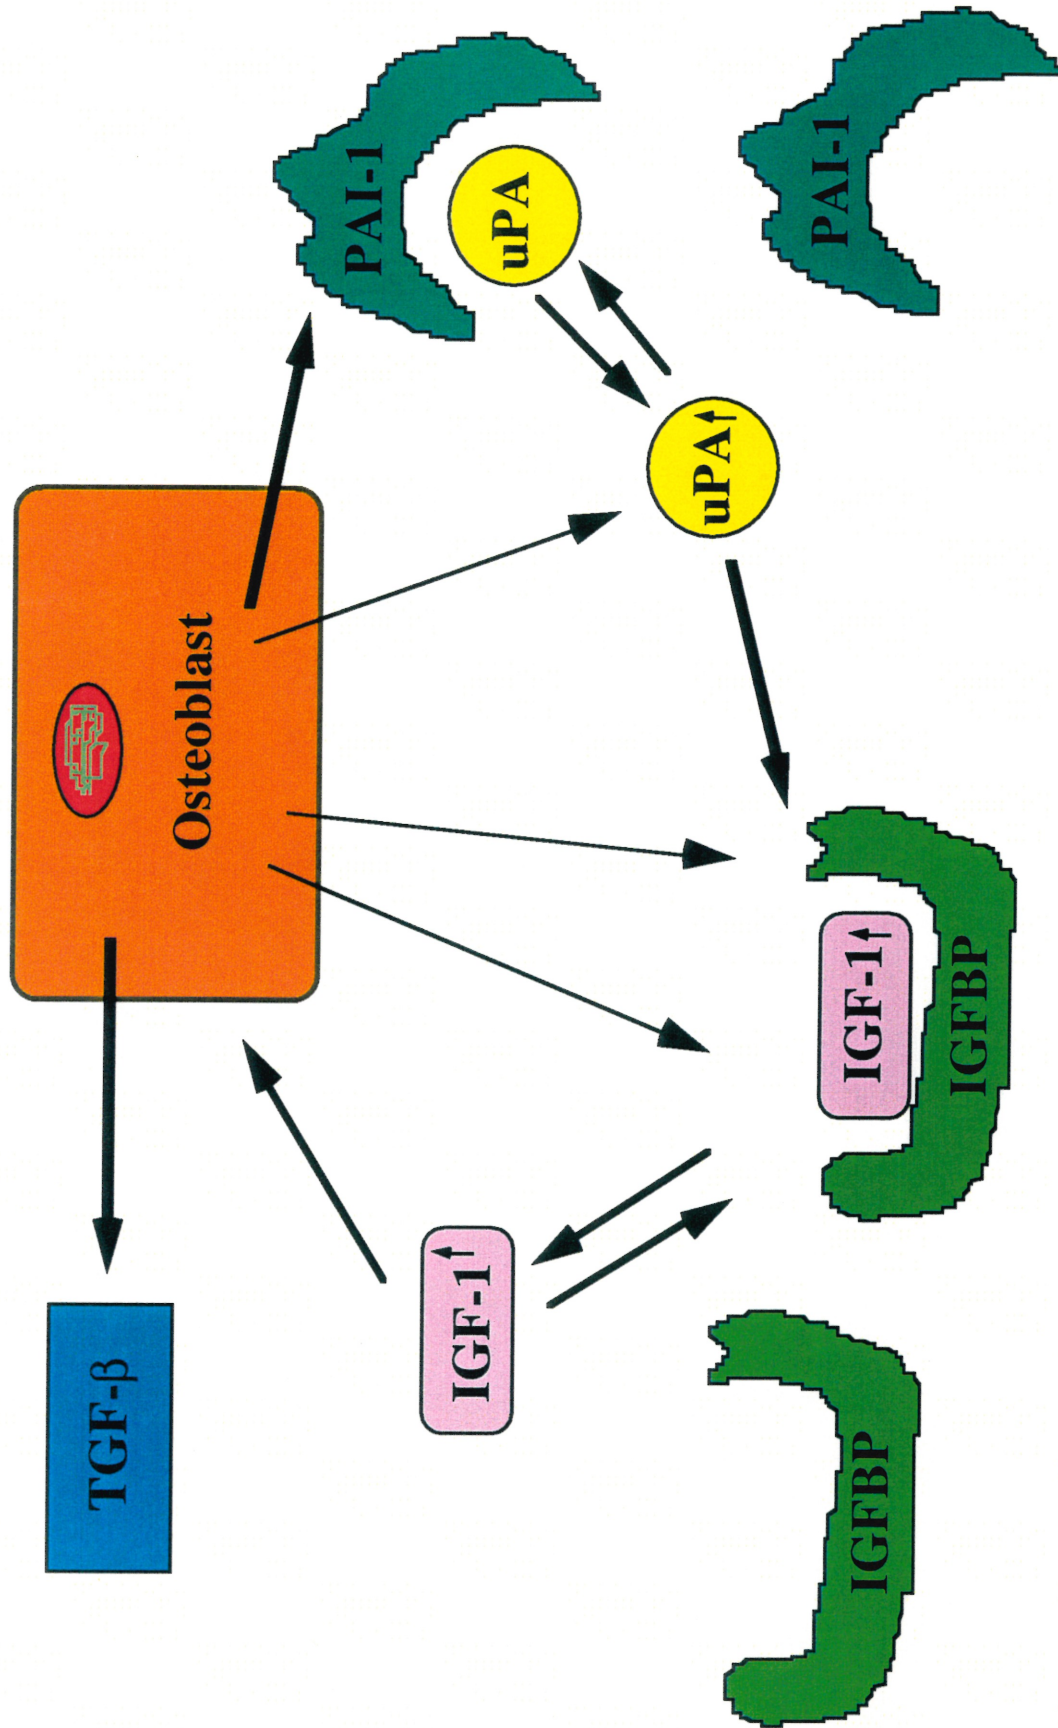 TGF-β
Osteoblast
PAI-1
IGF-1↑
uPA
uPA↑
IGFBP
IGF-1↑
PAI-1
IGFBP